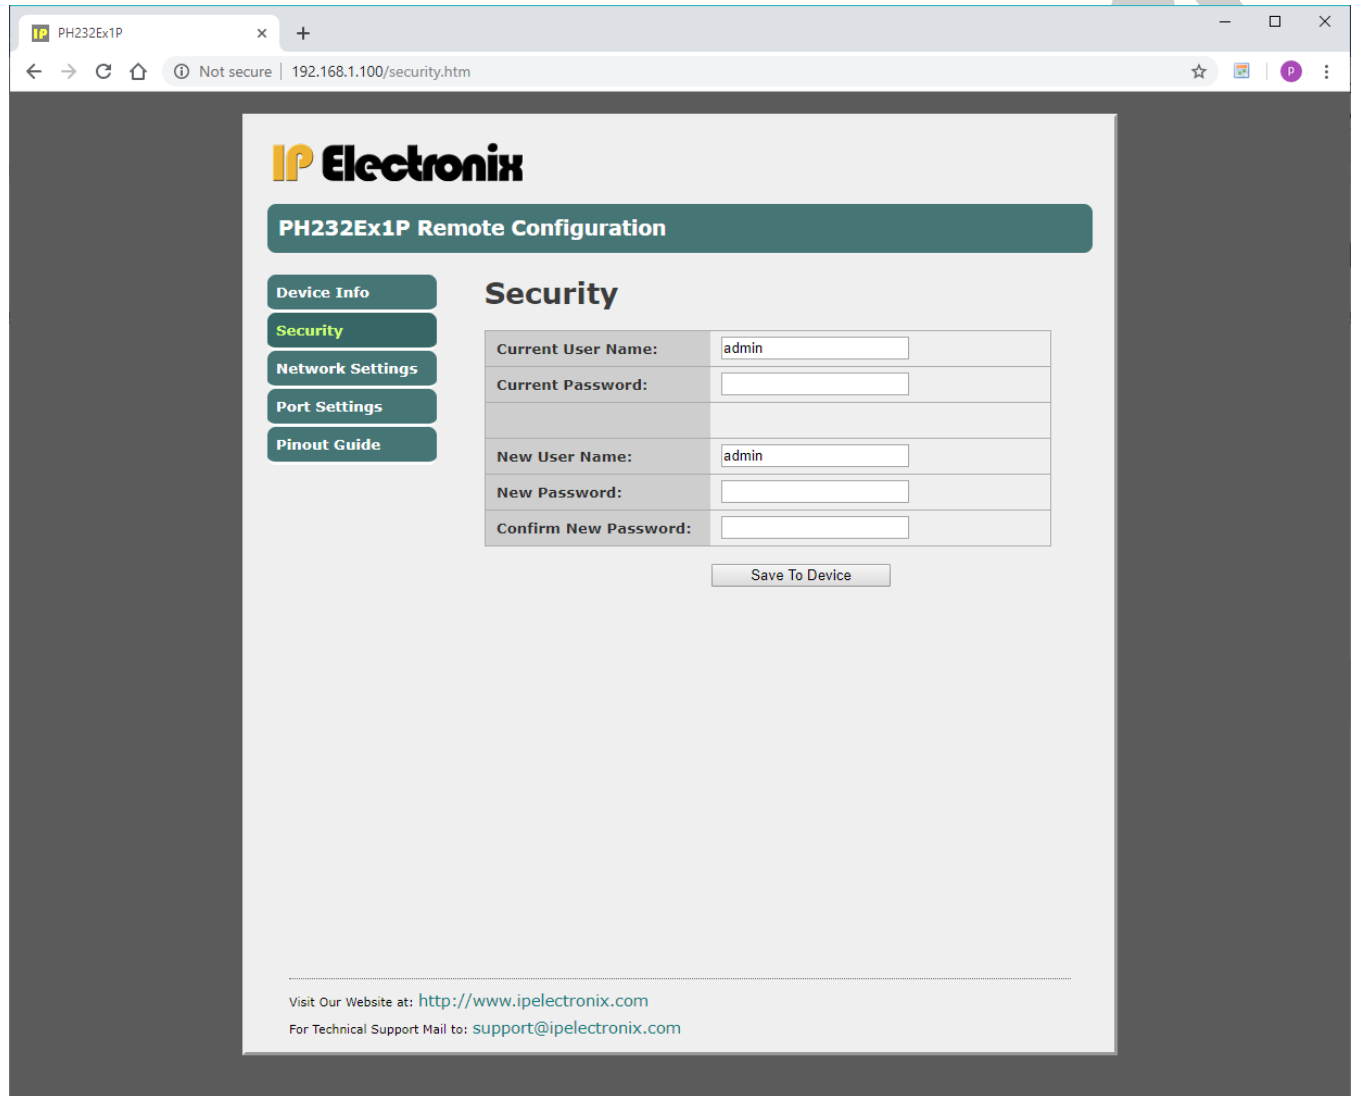 IP PH232Ex1P
Not secure | 192.168.1.100/security.htm
P
IP Electronix
PH232Ex1P Remote Configuration
Device Info
Security
Network Settings
Port Settings
Pinout Guide
Security
Current User Name: admin
Current Password:
New User Name: admin
New Password:
Confirm New Password:
Save To Device
Visit Our Website at: http://www.ipelectronix.com
For Technical Support Mail to: support@ipelectronix.com